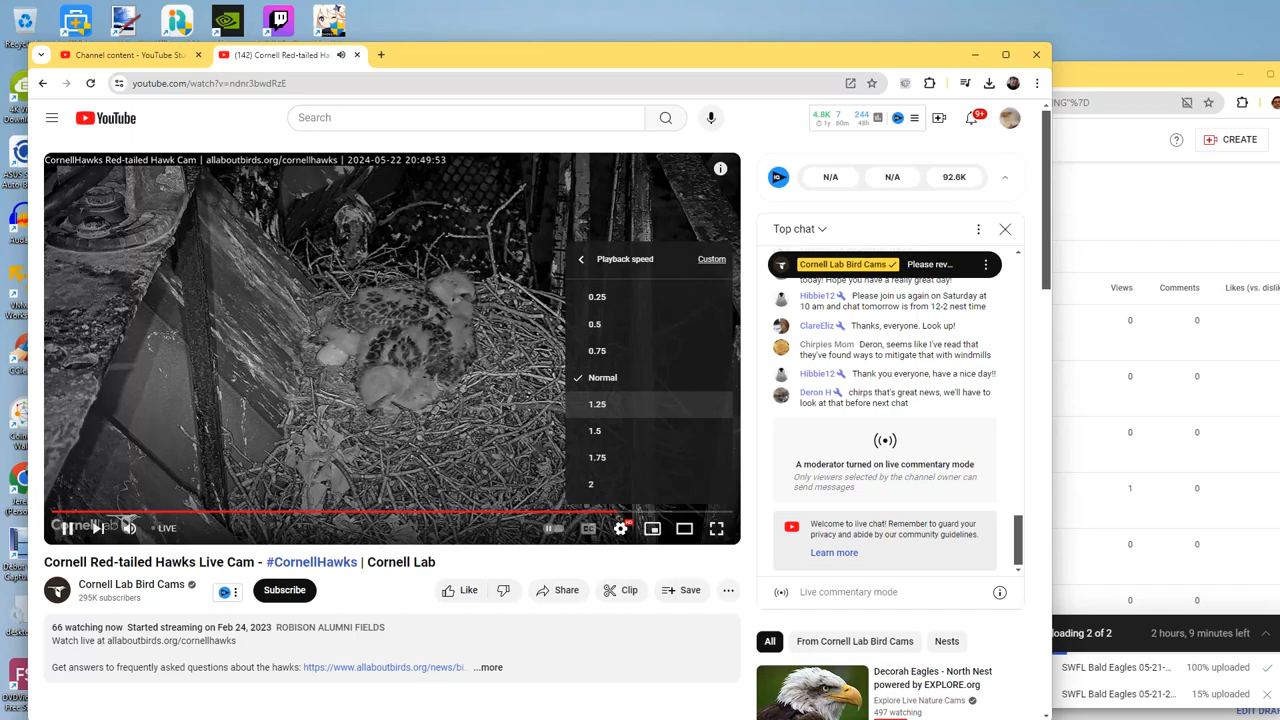 Recycle
Channel content - YouTube Stu
(142) Cornell Red-tailed Ha
youtube.com/watch?v=ndnr3bwdRzE
ING"%7D
YouTube
Search
4.8K 7 244
1y 60m 48h
9+
CREATE
CornellHawks Red-tailed Hawk Cam | allaboutbirds.org/cornellhawks | 2024-05-22 20:49:53
Playback speed
Custom
0.25
0.5
0.75
Normal
1.25
1.5
1.75
2
LIVE
HD
N/A
N/A
92.6K
Top chat
Cornell Lab Bird Cams
Please rev...
today! Hope you have a really great day!
Hibbie12 Please join us again on Saturday at
10 am and chat tomorrow is from 12-2 nest time
ClareEliz Thanks, everyone. Look up!
Chirpies Mom Deron, seems like I've read that
they've found ways to mitigate that with windmills
Hibbie12 Thank you everyone, have a nice day!!
Deron H chirps that's great news, we'll have to
look at that before next chat
A moderator turned on live commentary mode
Only viewers selected by the channel owner can
send messages
Welcome to live chat! Remember to guard your
privacy and abide by our community guidelines.
Learn more
Live commentary mode
Views Comments Likes (vs. dislik
0 0
0 0
0 0
1 0
0 0
0 0
Cornell Red-tailed Hawks Live Cam - #CornellHawks | Cornell Lab
Cornell Lab Bird Cams
295K subscribers
Subscribe
Like
Share
Clip
Save
66 watching now Started streaming on Feb 24, 2023 ROBISON ALUMNI FIELDS
Watch live at allaboutbirds.org/cornellhawks
Get answers to frequently asked questions about the hawks: https://www.allaboutbirds.org/news/bi. ...more
All
From Cornell Lab Bird Cams
Nests
Decorah Eagles - North Nest
powered by EXPLORE.org
Explore Live Nature Cams
497 watching
loading 2 of 2
2 hours, 9 minutes left
SWFL Bald Eagles 05-21-... 100% uploaded
SWFL Bald Eagles 05-21-2... 15% uploaded
EDIT DRAF